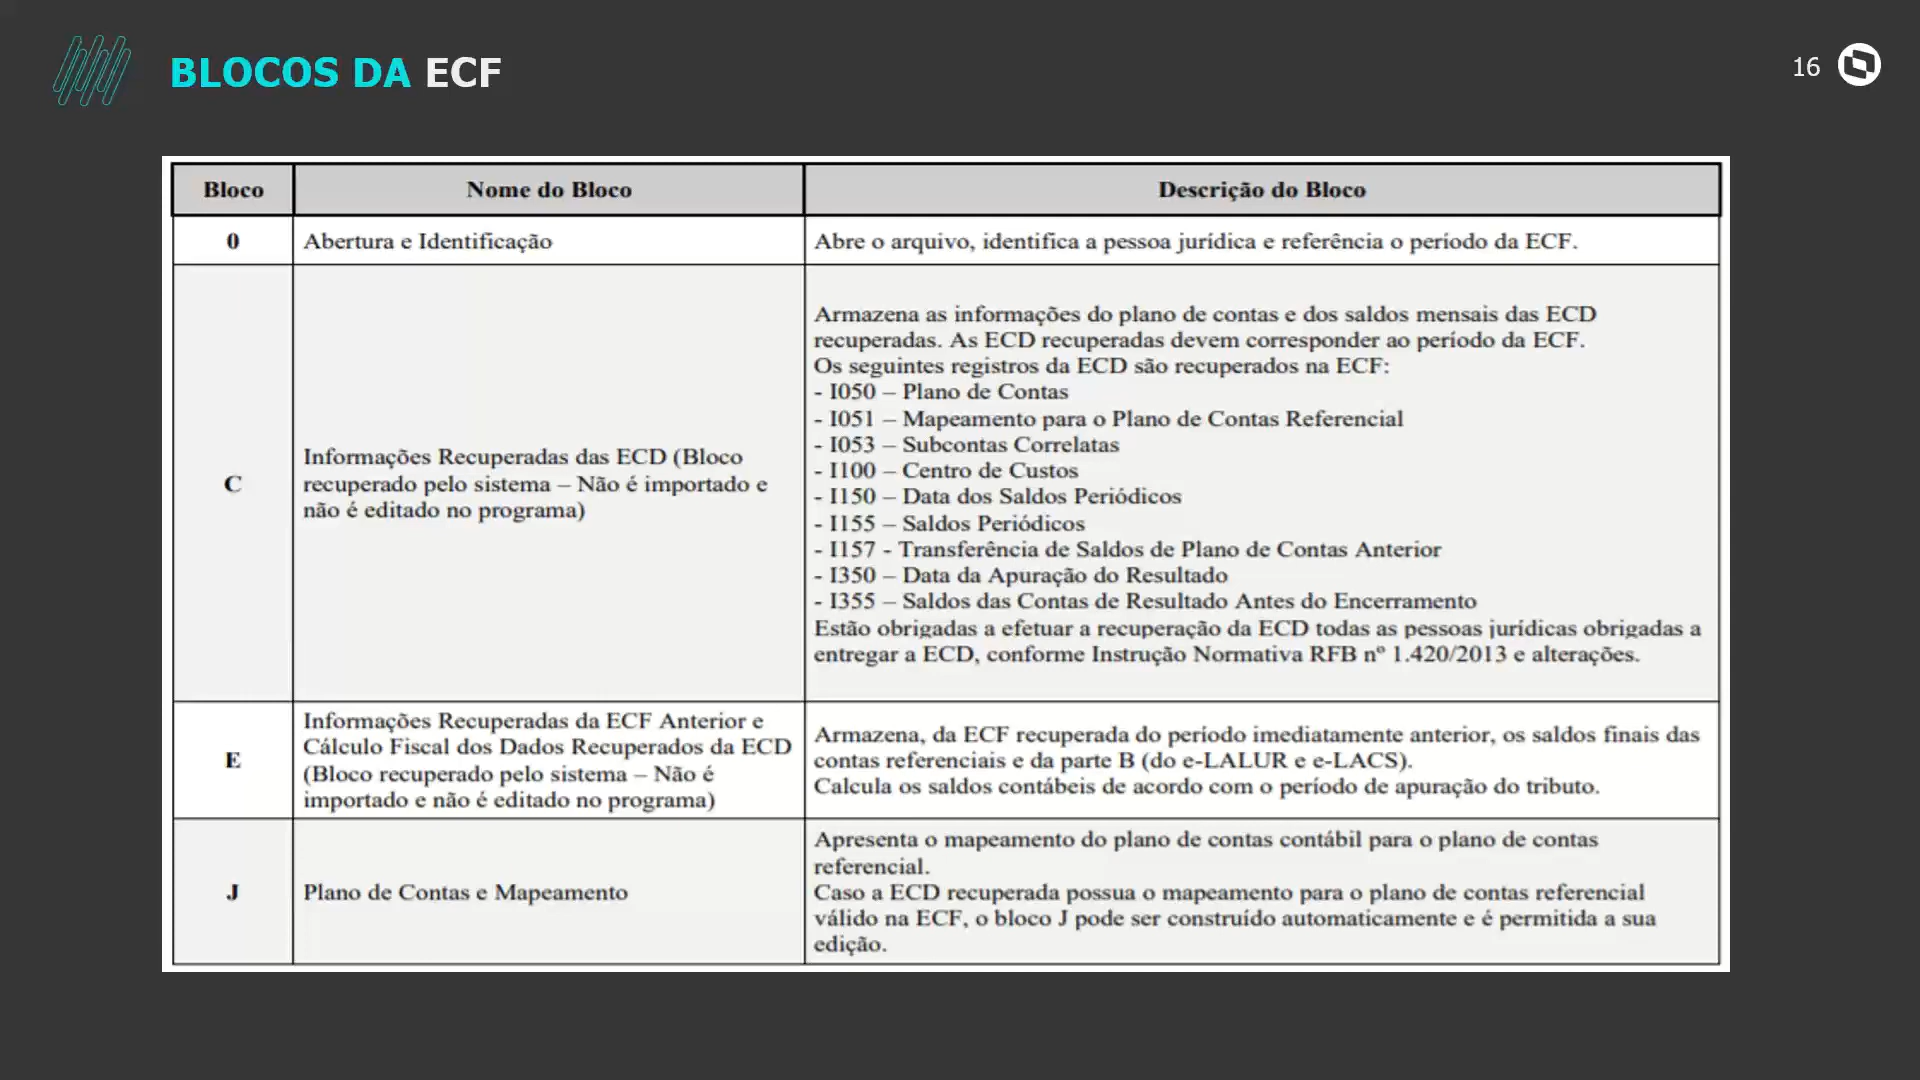 BLOCOS DA ECF
16
Bloco
Nome do Bloco
Descrição do Bloco
0
Abertura e Identificação
Abre o arquivo, identifica a pessoa jurídica e referência o período da ECF.
C
Informações Recuperadas das ECD (Bloco
recuperado pelo sistema – Não é importado e
não é editado no programa)
Armazena as informações do plano de contas e dos saldos mensais das ECD
recuperadas. As ECD recuperadas devem corresponder ao período da ECF.
Os seguintes registros da ECD são recuperados na ECF:
- I050 – Plano de Contas
- I051 – Mapeamento para o Plano de Contas Referencial
- I053 – Subcontas Correlatas
- I100 – Centro de Custos
- I150 – Data dos Saldos Periódicos
- I155 – Saldos Periódicos
- I157 - Transferência de Saldos de Plano de Contas Anterior
- I350 – Data da Apuração do Resultado
- I355 – Saldos das Contas de Resultado Antes do Encerramento
Estão obrigadas a efetuar a recuperação da ECD todas as pessoas jurídicas obrigadas a
entregar a ECD, conforme Instrução Normativa RFB nº 1.420/2013 e alterações.
E
Informações Recuperadas da ECF Anterior e
Cálculo Fiscal dos Dados Recuperados da ECD
(Bloco recuperado pelo sistema – Não é
importado e não é editado no programa)
Armazena, da ECF recuperada do período imediatamente anterior, os saldos finais das
contas referenciais e da parte B (do e-LALUR e e-LACS).
Calcula os saldos contábeis de acordo com o período de apuração do tributo.
J
Plano de Contas e Mapeamento
Apresenta o mapeamento do plano de contas contábil para o plano de contas
referencial.
Caso a ECD recuperada possua o mapeamento para o plano de contas referencial
válido na ECF, o bloco J pode ser construído automaticamente e é permitida a sua
edição.